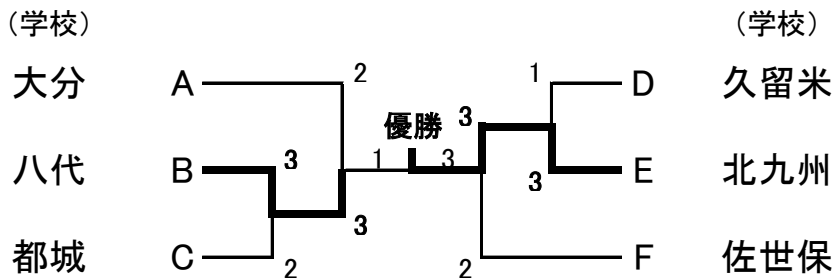 (学校) (学校)
大分 A 2 1 D 久留米
優勝 3
八代 B 3 1 3 3 E 北九州
3
都城 C 2 2 F 佐世保